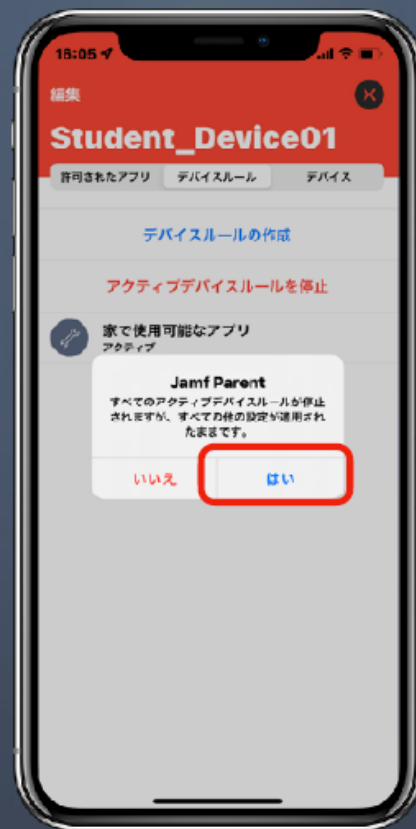 16:05
編集
Student_Device01
許可されたアプリ デバイスルール デバイス
デバイスルールの作成
アクティブデバイスルールを停止
家で使用可能なアプリ
アクティブ
Jamf Parent
すべてのアクティブデバイスルールが停止
されますが、すべての他の設定が適用され
たままです。
いいえ はい